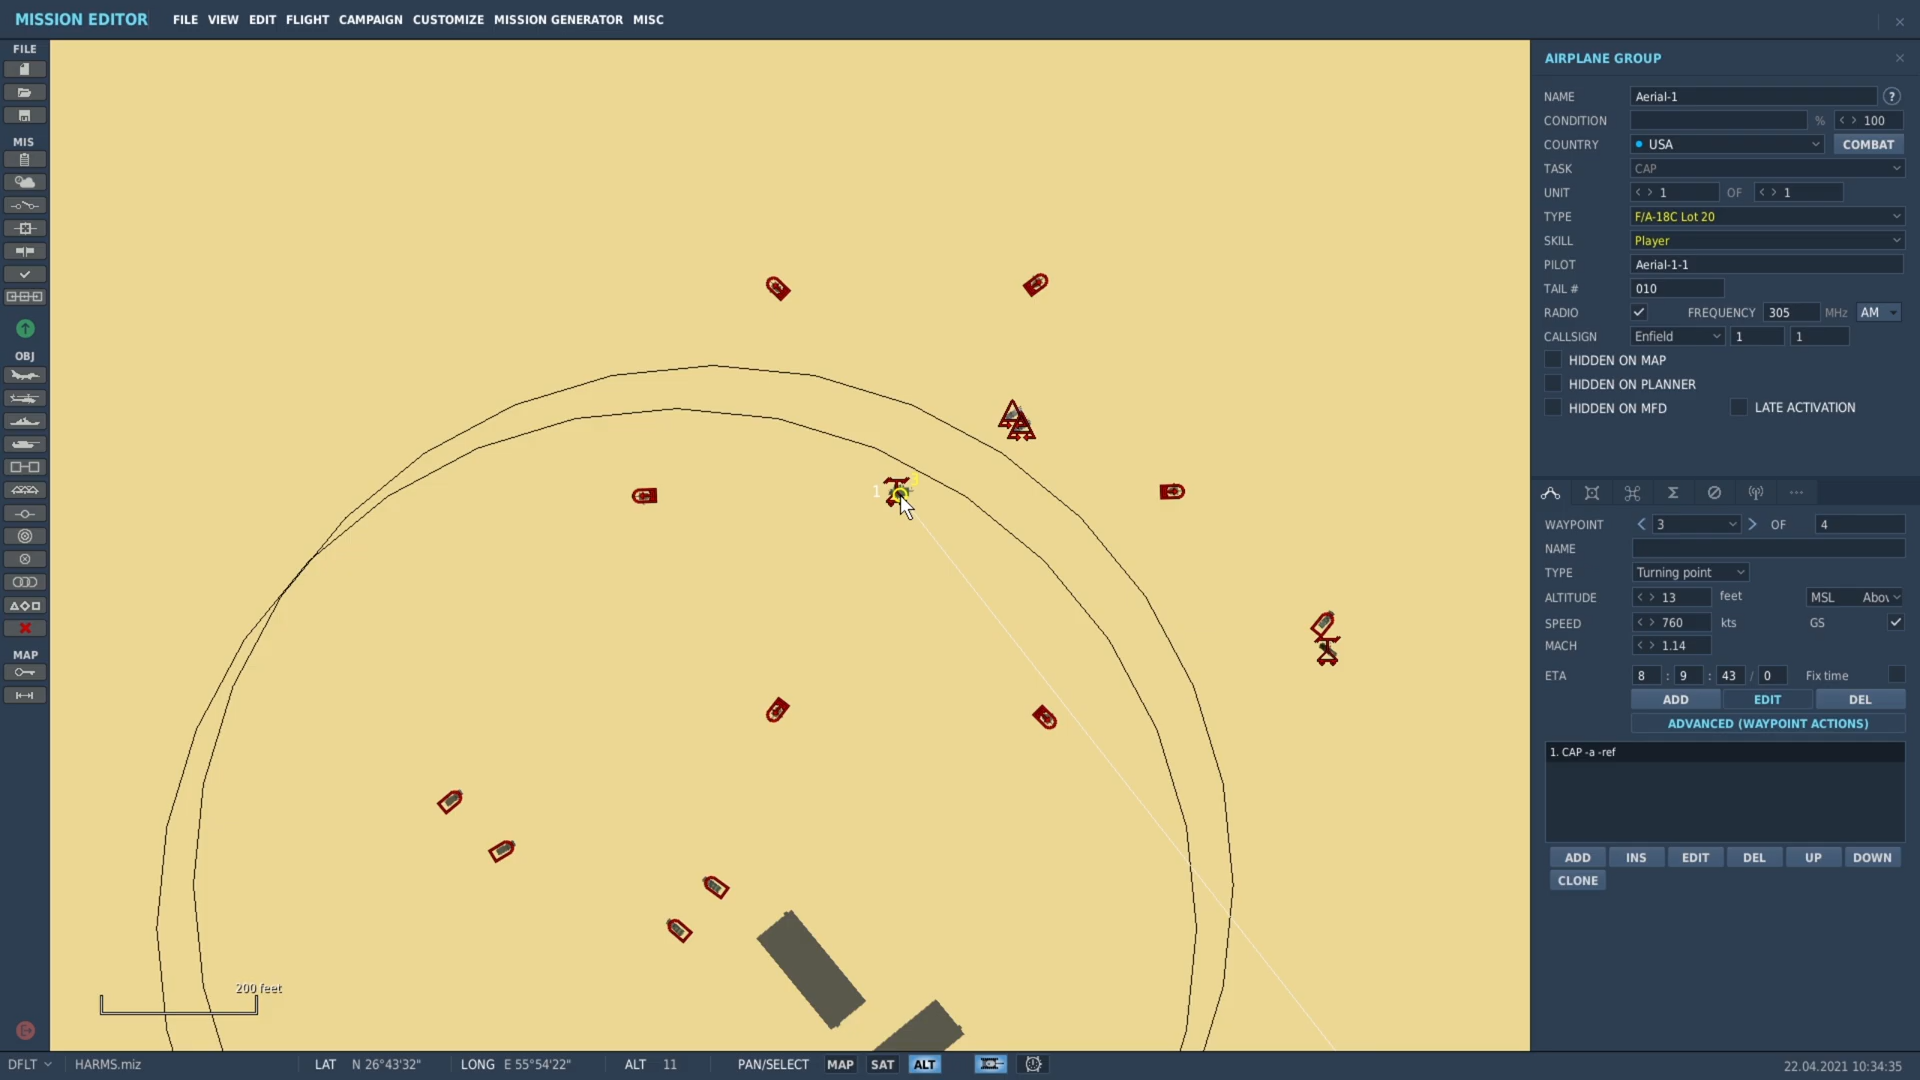 MISSION EDITOR FILE VIEW EDIT FLIGHT CAMPAIGN CUSTOMIZE MISSION GENERATOR MISC
FILE
MIS
OBJ
MAP
1
200 feet
AIRPLANE GROUP
NAME Aerial-1 ?
CONDITION % < > 100
COUNTRY USA COMBAT
TASK CAP
UNIT < > 1 OF < > 1
TYPE F/A-18C Lot 20
SKILL Player
PILOT Aerial-1-1
TAIL # 010
RADIO FREQUENCY 305 MHz AM
CALLSIGN Enfield 1 1
HIDDEN ON MAP
HIDDEN ON PLANNER
HIDDEN ON MFD LATE ACTIVATION
WAYPOINT < 3 > OF 4
NAME
TYPE Turning point
ALTITUDE < > 13 feet MSL Abov
SPEED < > 760 kts GS
MACH < > 1.14
ETA 8 : 9 : 43 / 0 Fix time
ADD EDIT DEL
ADVANCED (WAYPOINT ACTIONS)
1. CAP -a -ref
ADD INS EDIT DEL UP DOWN
CLONE
DFLT HARMS.miz LAT N 26°43'32" LONG E 55°54'22" ALT 11 PAN/SELECT MAP SAT ALT 22.04.2021 10:34:35